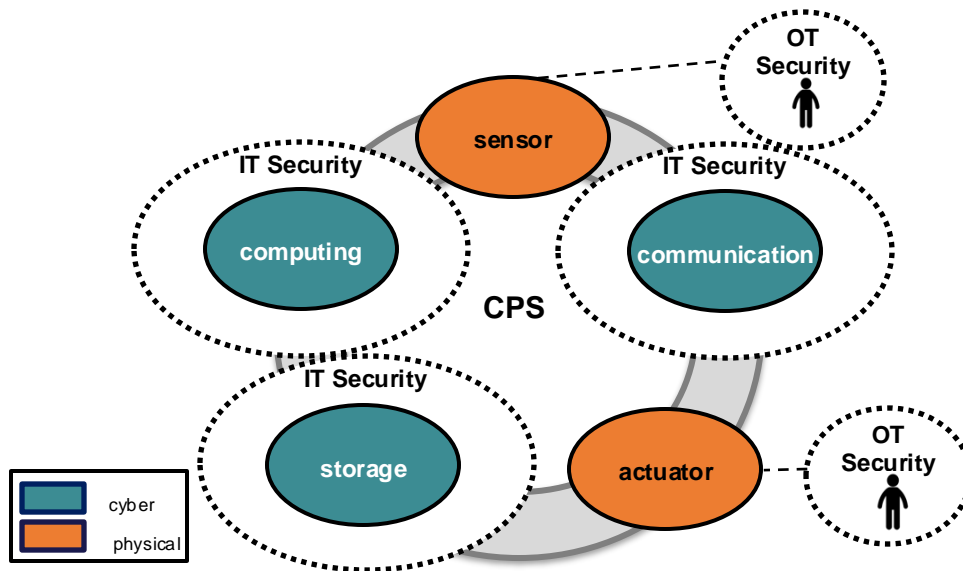 OT
Security
sensor
IT Security
IT Security
computing
communication
CPS
IT Security
storage
actuator
OT
Security
cyber
physical